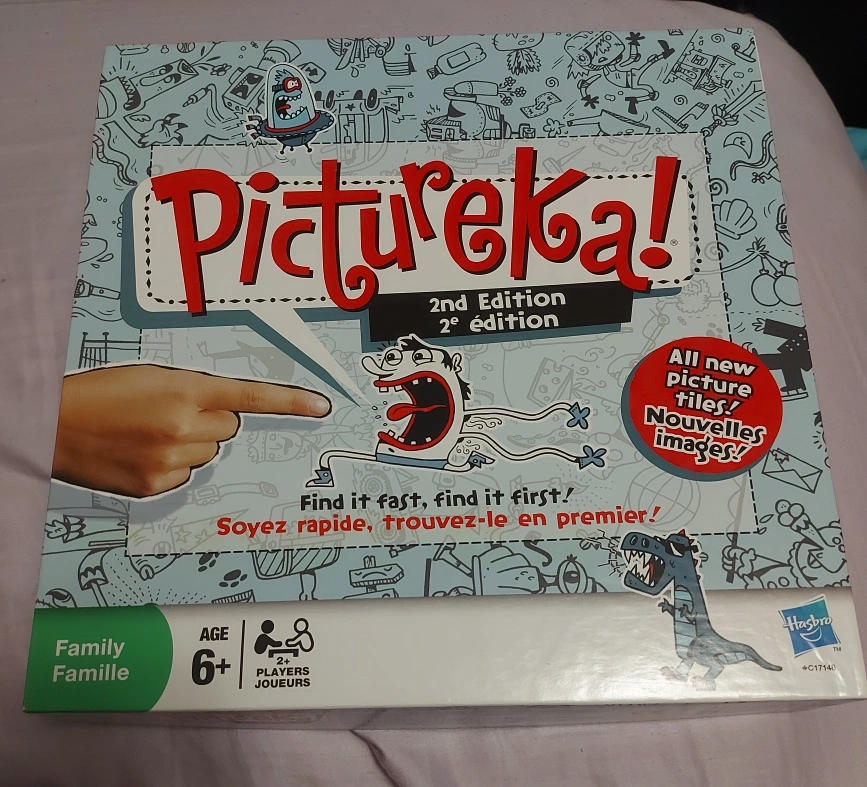 Pictureka!
®
2nd Edition
2e édition
All new
picture
tiles!
Nouvelles
images!
Find it fast, find it first!
Soyez rapide, trouvez-le en premier!
Family
Famille
AGE
6+
2+
PLAYERS
JOUEURS
Hasbro
TM